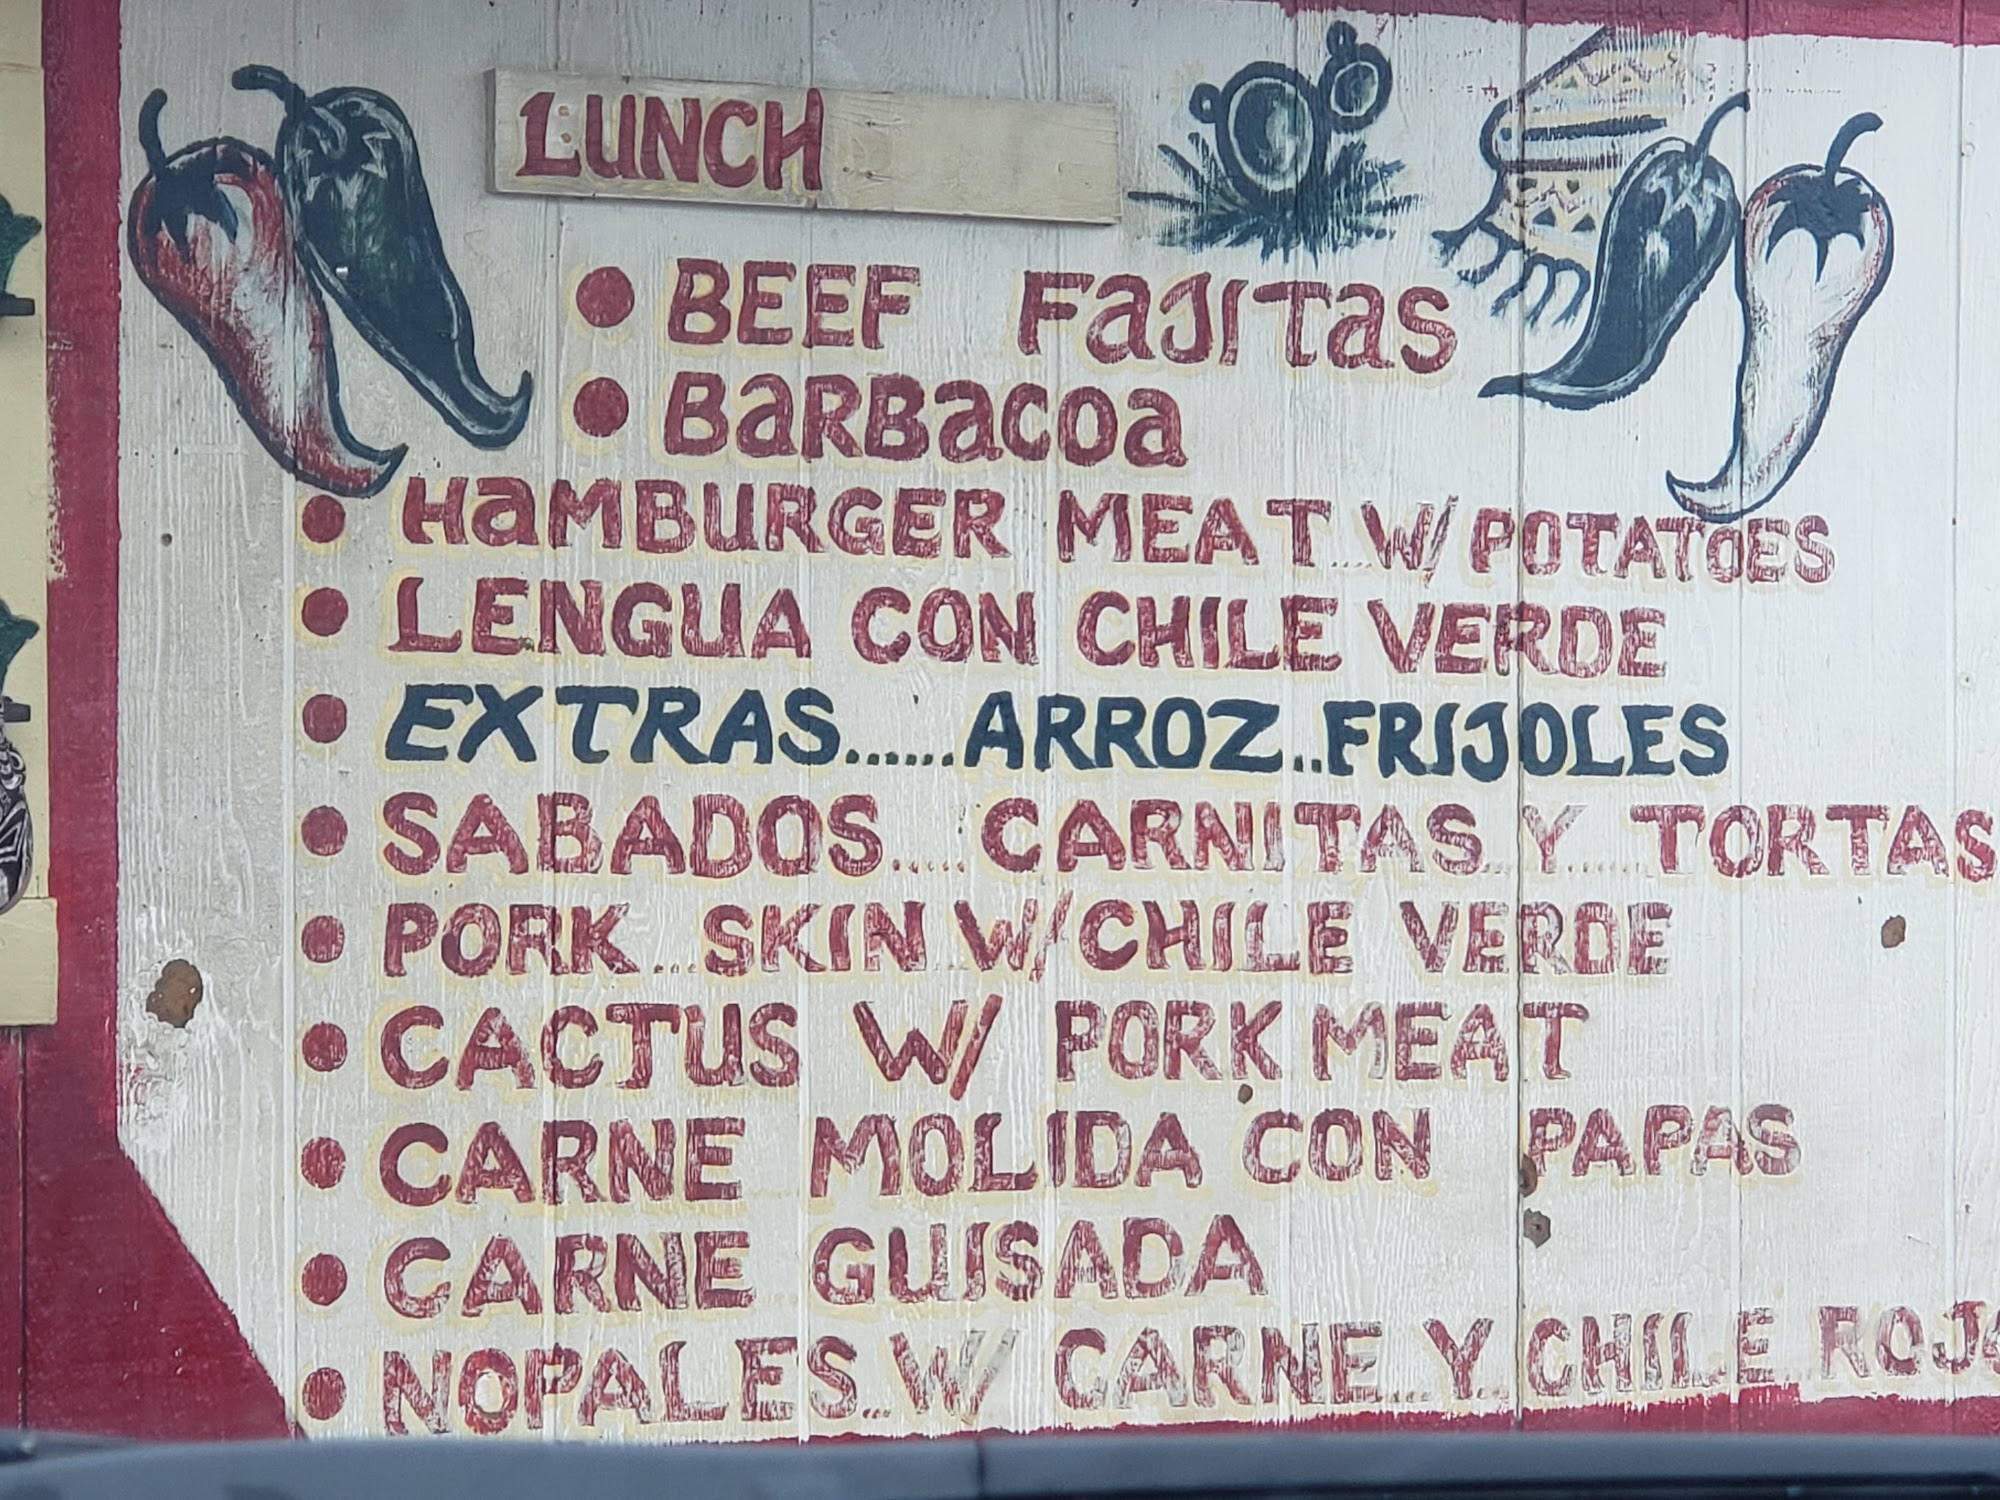 LUNCH
• BEEF FAJITAS
• BARBACOA
• HAMBURGER MEAT...W/ POTATOES
• LENGUA CON CHILE VERDE
• EXTRAS......ARROZ..FRIJOLES
• SABADOS.....CARNITAS...Y......TORTAS
• PORK...SKIN..W/CHILE VERDE
• CACTUS W/ PORK MEAT
• CARNE MOLIDA CON PAPAS
• CARNE GUISADA
• NOPALES...W/ CARNE...Y...CHILE ROJO